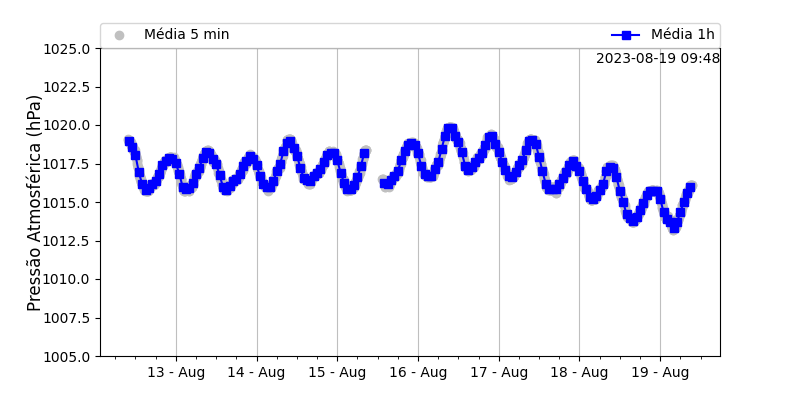 Média 5 min
Média 1h
2023-08-19 09:48
Pressão Atmosférica (hPa)
1025.0
1022.5
1020.0
1017.5
1015.0
1012.5
1010.0
1007.5
1005.0
13 - Aug
14 - Aug
15 - Aug
16 - Aug
17 - Aug
18 - Aug
19 - Aug